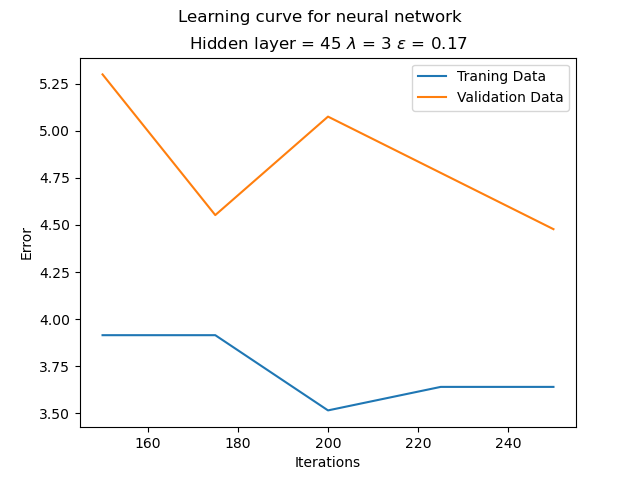 Learning curve for neural network
Hidden layer = 45 λ = 3 ε = 0.17
Traning Data
Validation Data
5.25
5.00
4.75
4.50
4.25
4.00
3.75
3.50
Error
160 180 200 220 240
Iterations